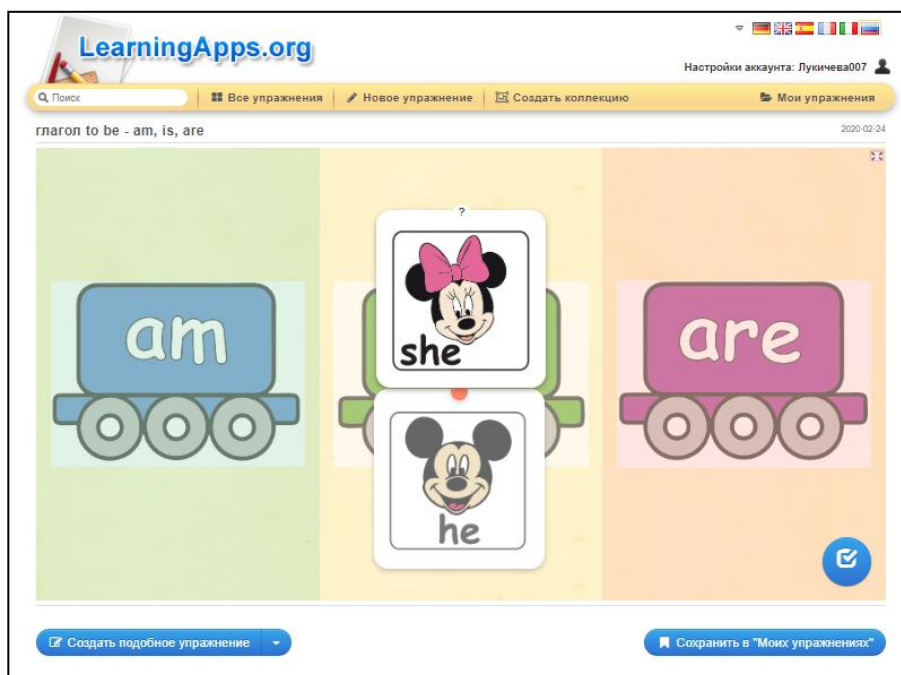 LearningApps.org
Настройки аккаунта: Лукичева007
Поиск
Все упражнения
Новое упражнение
Создать коллекцию
Мои упражнения
глагол to be - am, is, are
2020-02-24
?
am
she
are
he
Создать подобное упражнение
Сохранить в "Моих упражнениях"